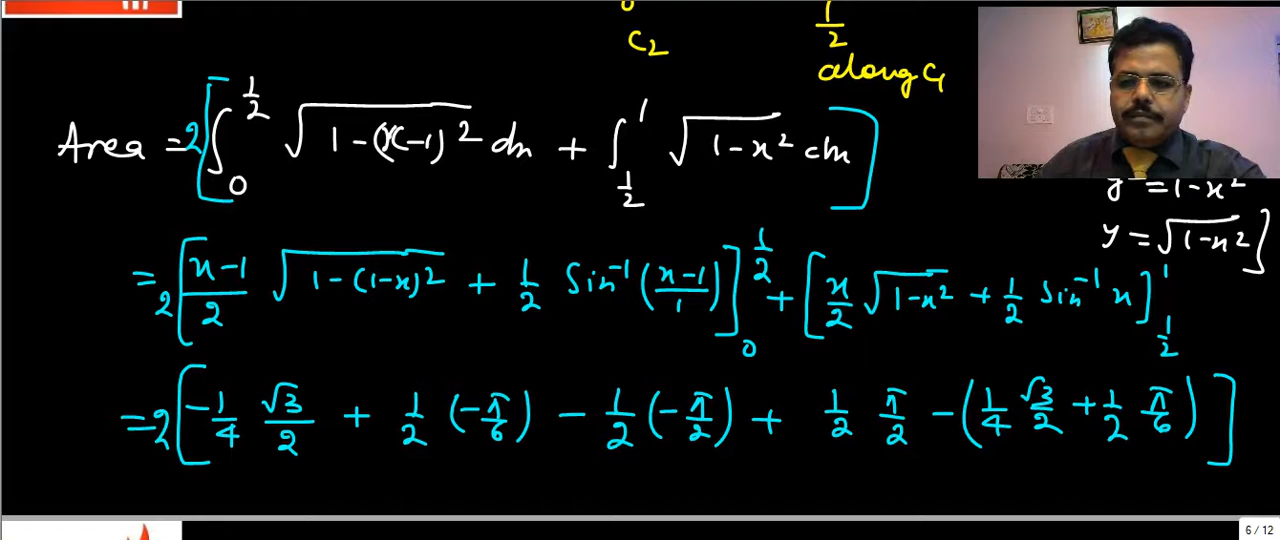 C₂
1/2
along C₁
Area = 2[∫₀^(1/2) √(1-(x-1)²) dx + ∫_(1/2)^1 √(1-x²) dx]
= 1-x²
y = √(1-x²)]
= 2[(x-1)/2 √(1-(1-x)²) + 1/2 Sin⁻¹((x-1)/1)]₀^(1/2) + [x/2 √(1-x²) + 1/2 Sin⁻¹ x]_(1/2)^1
= 2[-1/4 √3/2 + 1/2 (-π/6) - 1/2 (-π/2) + 1/2 π/2 - (1/4 √3/2 + 1/2 π/6)]
6 / 12